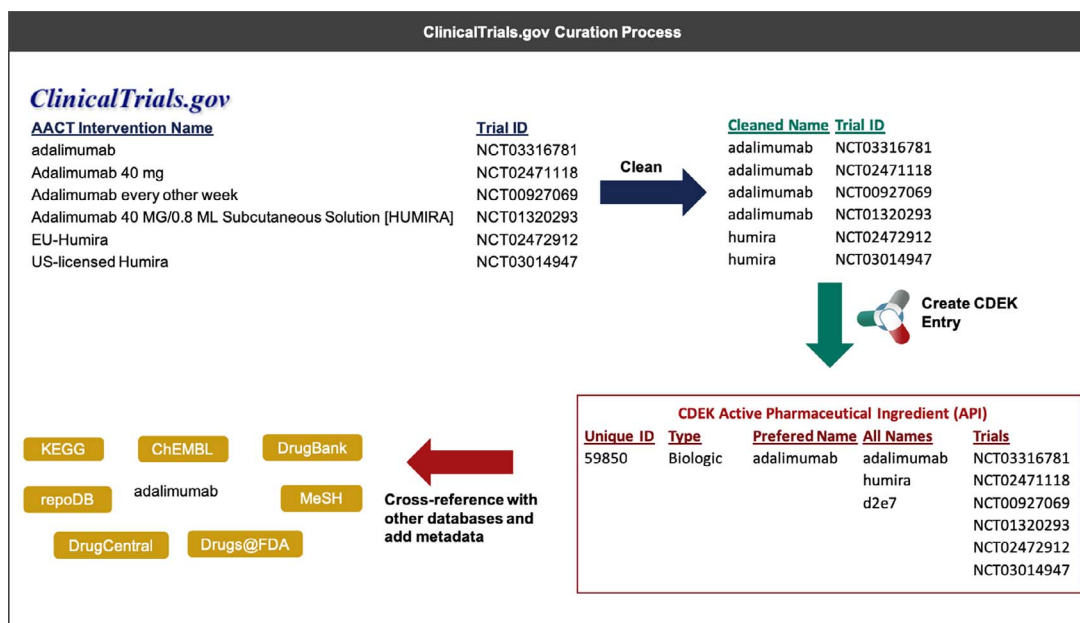 ClinicalTrials.gov Curation Process
ClinicalTrials.gov
AACT Intervention Name Trial ID
adalimumab NCT03316781
Adalimumab 40 mg NCT02471118
Adalimumab every other week NCT00927069
Adalimumab 40 MG/0.8 ML Subcutaneous Solution [HUMIRA] NCT01320293
EU-Humira NCT02472912
US-licensed Humira NCT03014947
Clean
Cleaned Name Trial ID
adalimumab NCT03316781
adalimumab NCT02471118
adalimumab NCT00927069
adalimumab NCT01320293
humira NCT02472912
humira NCT03014947
Create CDEK
Entry
CDEK Active Pharmaceutical Ingredient (API)
Unique ID Type Prefered Name All Names Trials
59850 Biologic adalimumab adalimumab NCT03316781
humira NCT02471118
d2e7 NCT00927069
NCT01320293
NCT02472912
NCT03014947
Cross-reference with
other databases and
add metadata
KEGG ChEMBL DrugBank
repoDB adalimumab MeSH
DrugCentral Drugs@FDA